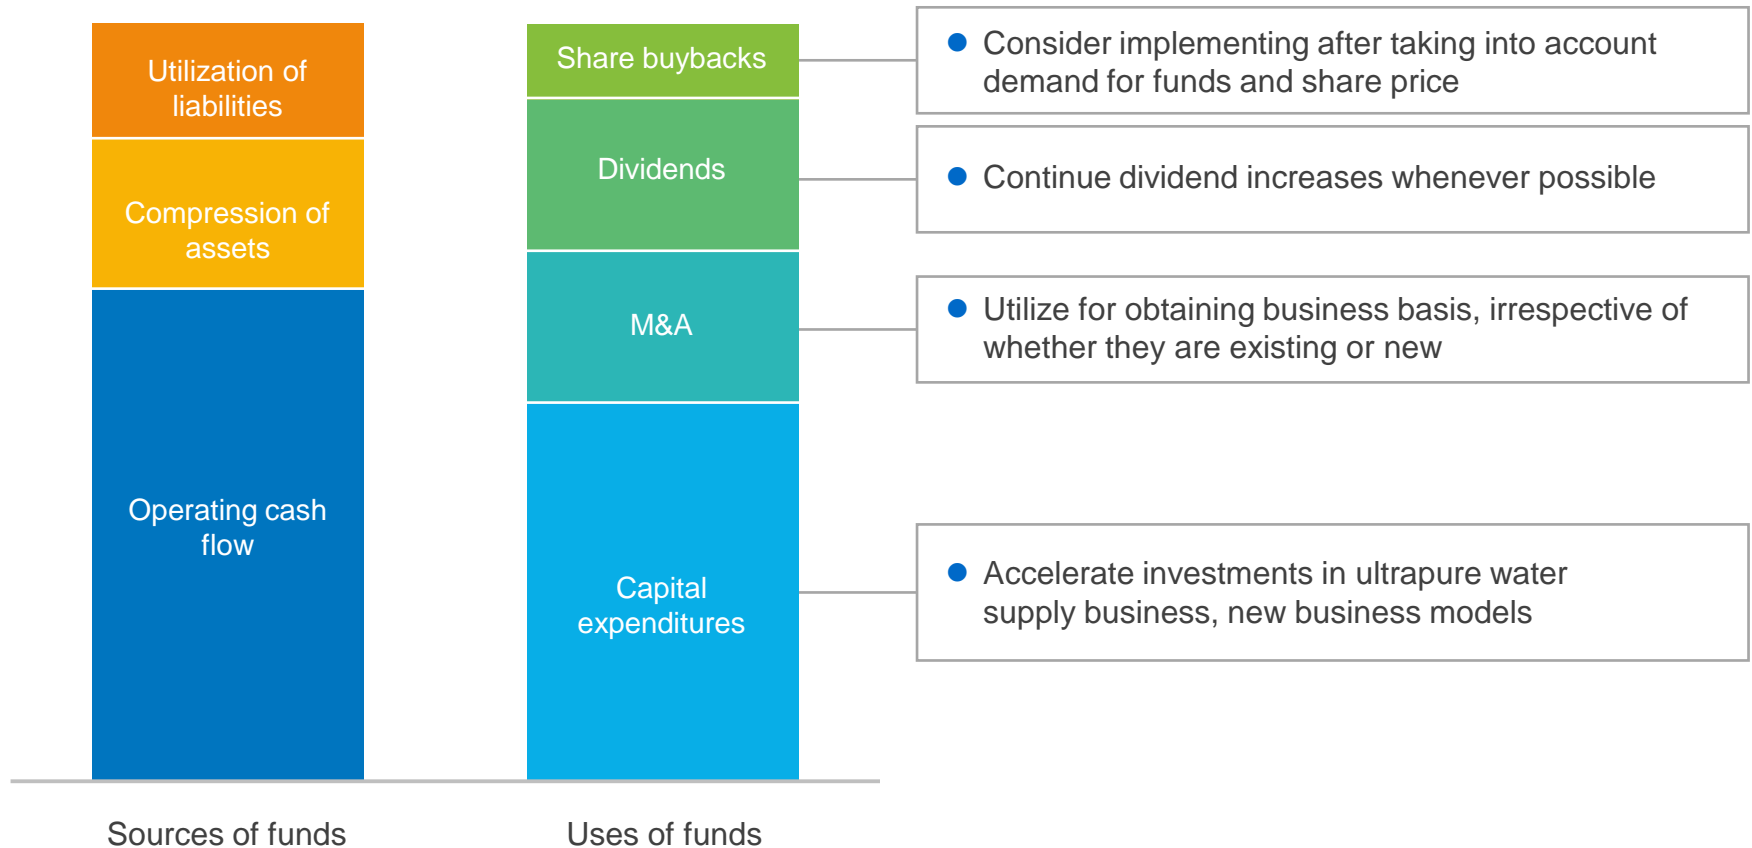 Utilization of
liabilities
Compression of
assets
Operating cash
flow
Sources of funds
Share buybacks
Dividends
M&A
Capital
expenditures
Uses of funds
● Consider implementing after taking into account
demand for funds and share price
● Continue dividend increases whenever possible
● Utilize for obtaining business basis, irrespective of
whether they are existing or new
● Accelerate investments in ultrapure water
supply business, new business models